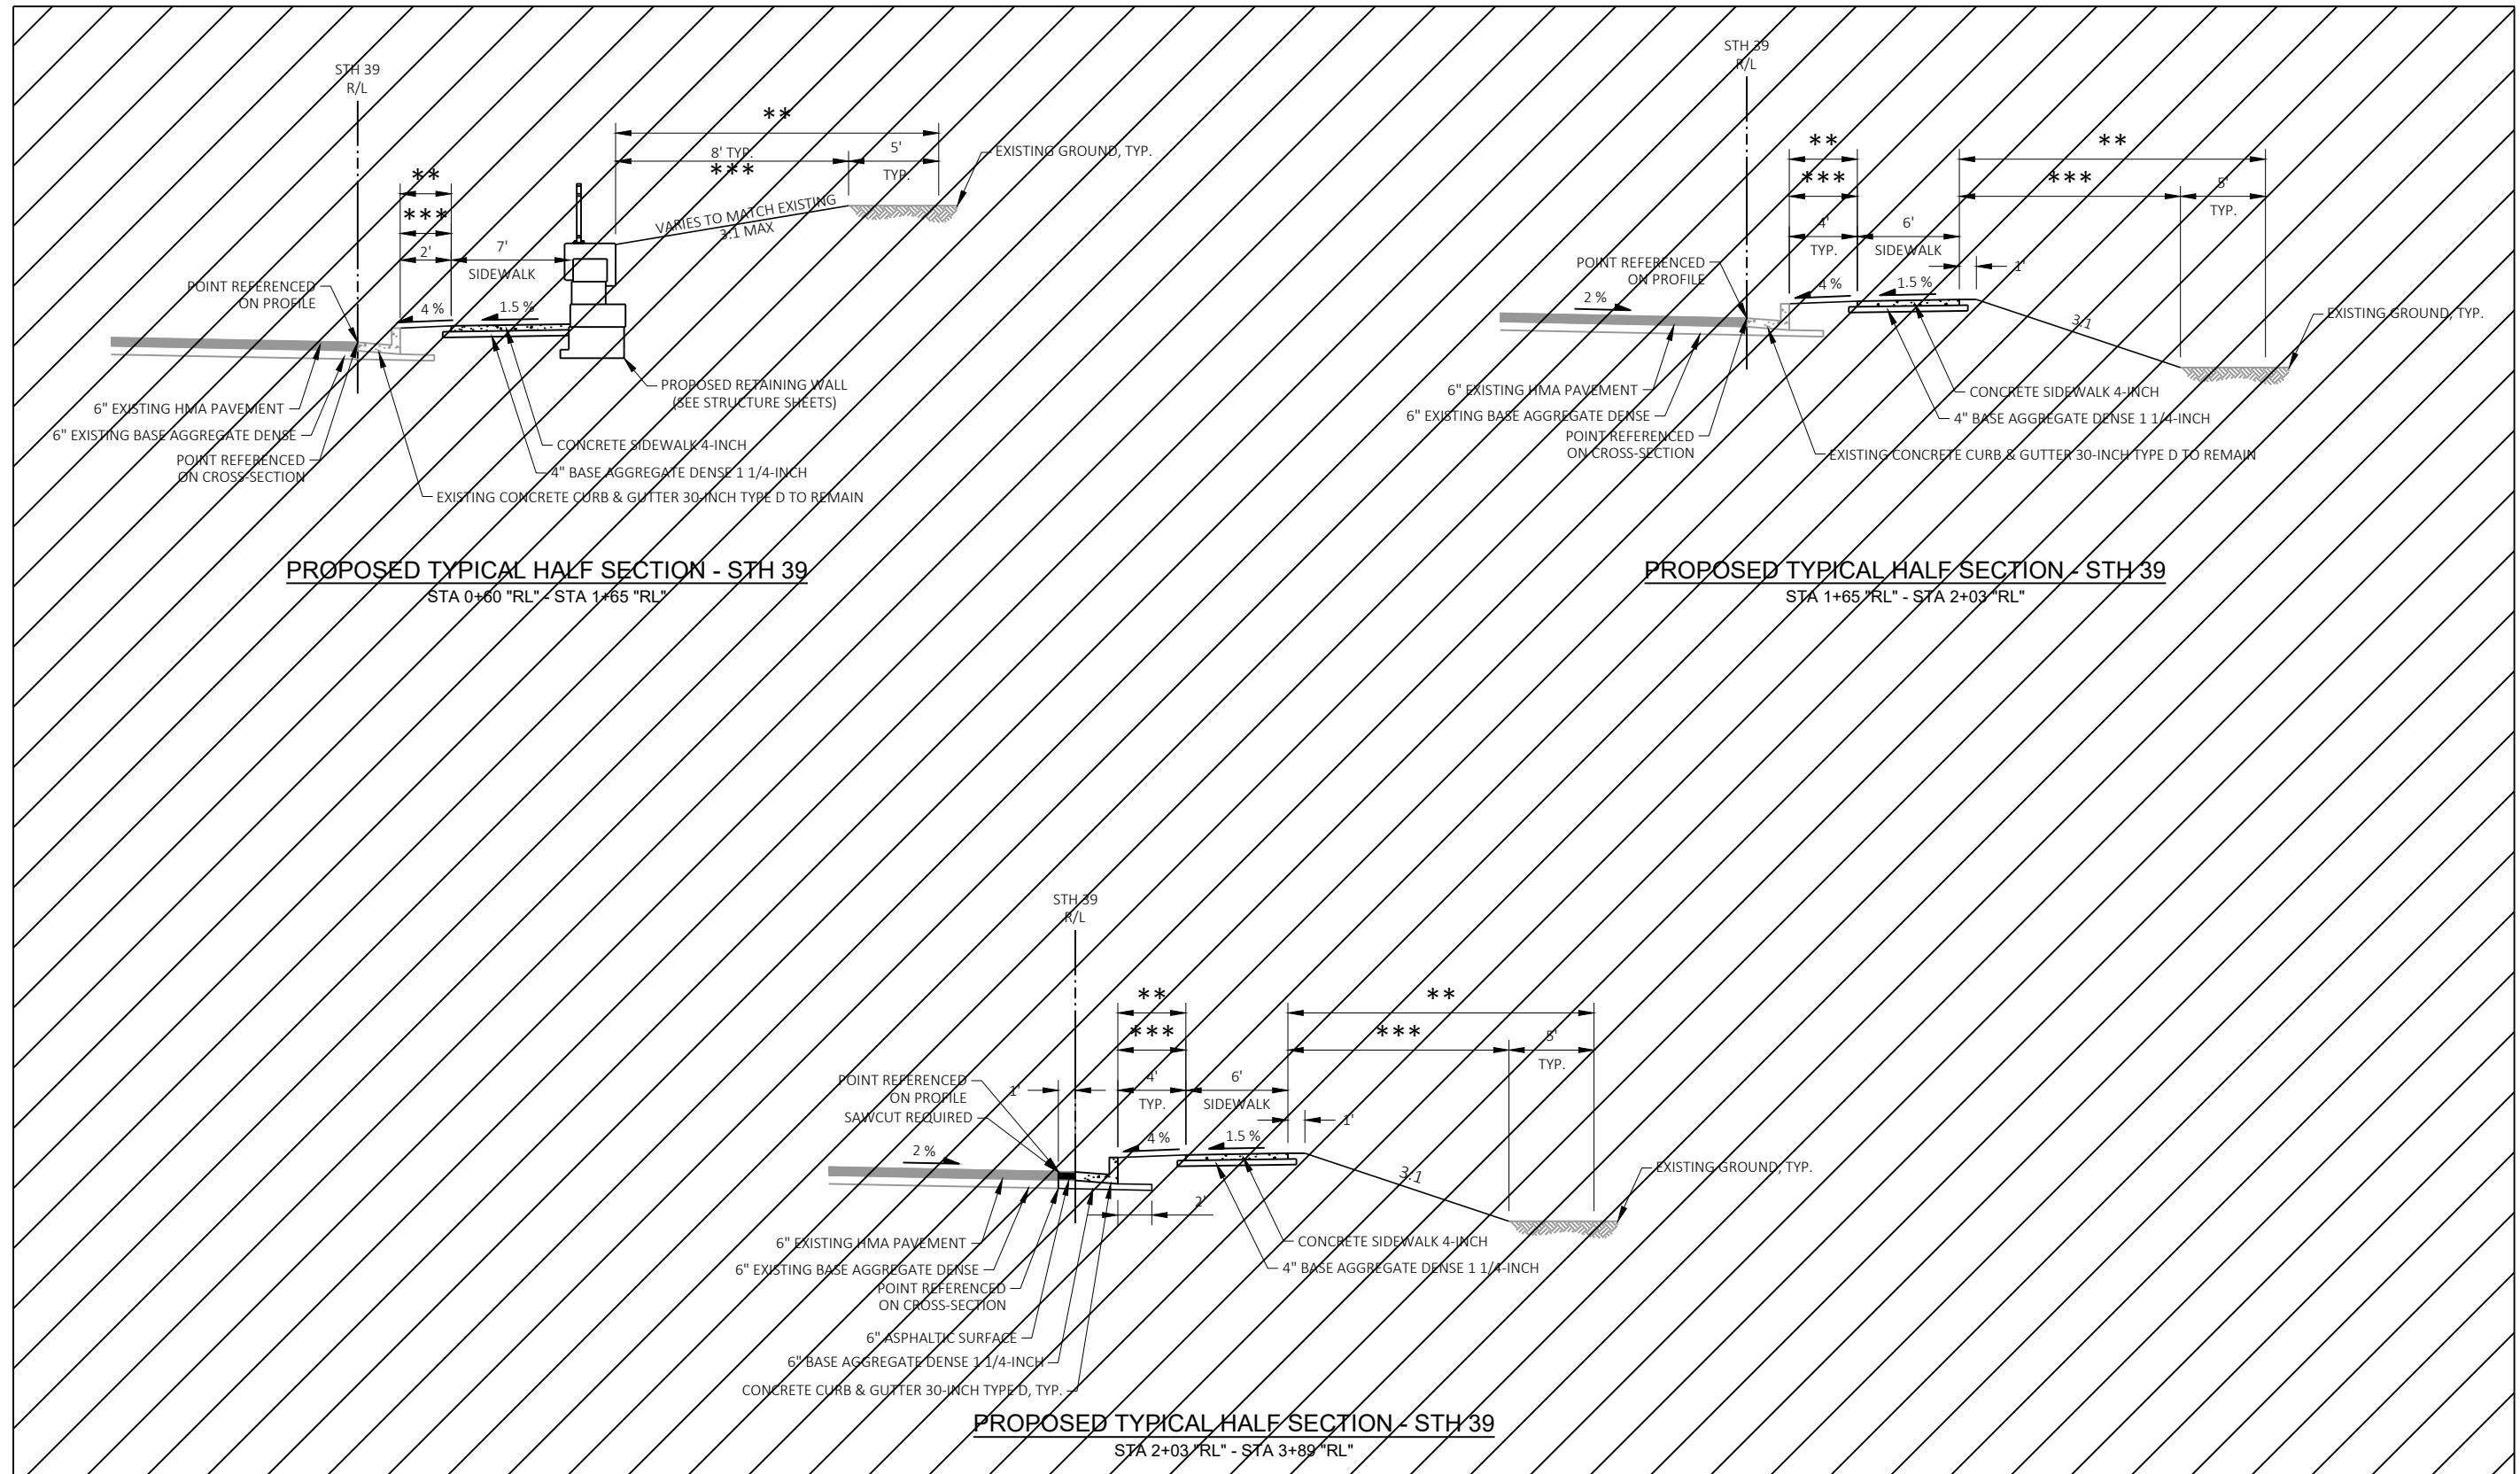 STH 39
R/L
**
8' TYP.
***
5'
TYP.
EXISTING GROUND, TYP.
**
***
2'
7'
SIDEWALK
VARIES TO MATCH EXISTING
3:1 MAX
POINT REFERENCED
ON PROFILE
4 %
1.5 %
6" EXISTING HMA PAVEMENT
6" EXISTING BASE AGGREGATE DENSE
POINT REFERENCED
ON CROSS-SECTION
PROPOSED RETAINING WALL
(SEE STRUCTURE SHEETS)
CONCRETE SIDEWALK 4-INCH
4" BASE AGGREGATE DENSE 1 1/4-INCH
EXISTING CONCRETE CURB & GUTTER 30-INCH TYPE D TO REMAIN
PROPOSED TYPICAL HALF SECTION - STH 39
STA 0+60 "RL" - STA 1+65 "RL"
STH 39
R/L
**
***
4'
TYP.
6'
SIDEWALK
**
***
5'
TYP.
1'
POINT REFERENCED
ON PROFILE
2 %
4 %
1.5 %
3:1
EXISTING GROUND, TYP.
6" EXISTING HMA PAVEMENT
6" EXISTING BASE AGGREGATE DENSE
POINT REFERENCED
ON CROSS-SECTION
CONCRETE SIDEWALK 4-INCH
4" BASE AGGREGATE DENSE 1 1/4-INCH
EXISTING CONCRETE CURB & GUTTER 30-INCH TYPE D TO REMAIN
PROPOSED TYPICAL HALF SECTION - STH 39
STA 1+65 "RL" - STA 2+03 "RL"
STH 39
R/L
**
***
**
***
5'
TYP.
1'
4'
TYP.
6'
SIDEWALK
1'
POINT REFERENCED
ON PROFILE
SAWCUT REQUIRED
2 %
4 %
1.5 %
3:1
2'
EXISTING GROUND, TYP.
6" EXISTING HMA PAVEMENT
6" EXISTING BASE AGGREGATE DENSE
POINT REFERENCED
ON CROSS-SECTION
6" ASPHALTIC SURFACE
6" BASE AGGREGATE DENSE 1 1/4-INCH
CONCRETE CURB & GUTTER 30-INCH TYPE D, TYP.
CONCRETE SIDEWALK 4-INCH
4" BASE AGGREGATE DENSE 1 1/4-INCH
PROPOSED TYPICAL HALF SECTION - STH 39
STA 2+03 "RL" - STA 3+89 "RL"